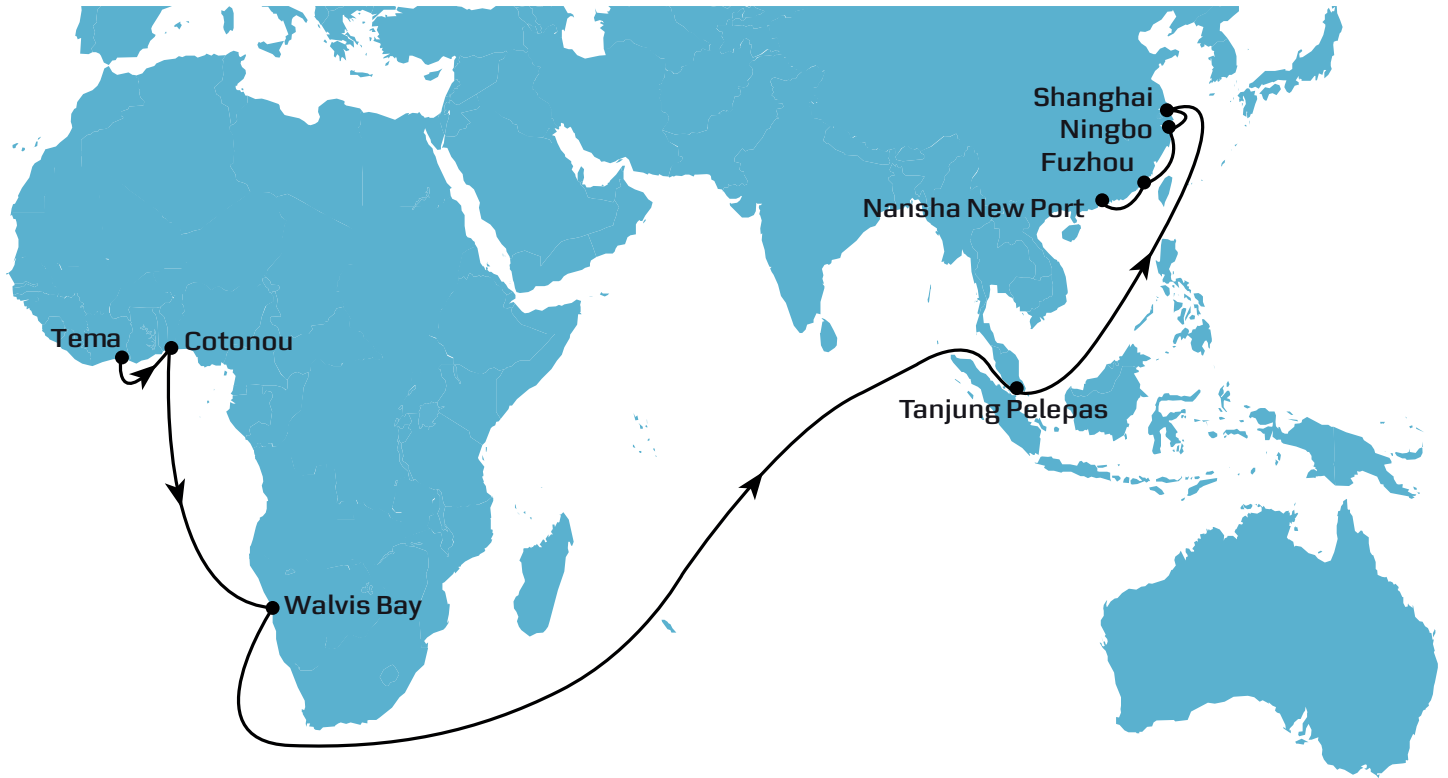 Shanghai
Ningbo
Fuzhou
Nansha New Port
Tema
Cotonou
Tanjung Pelepas
Walvis Bay